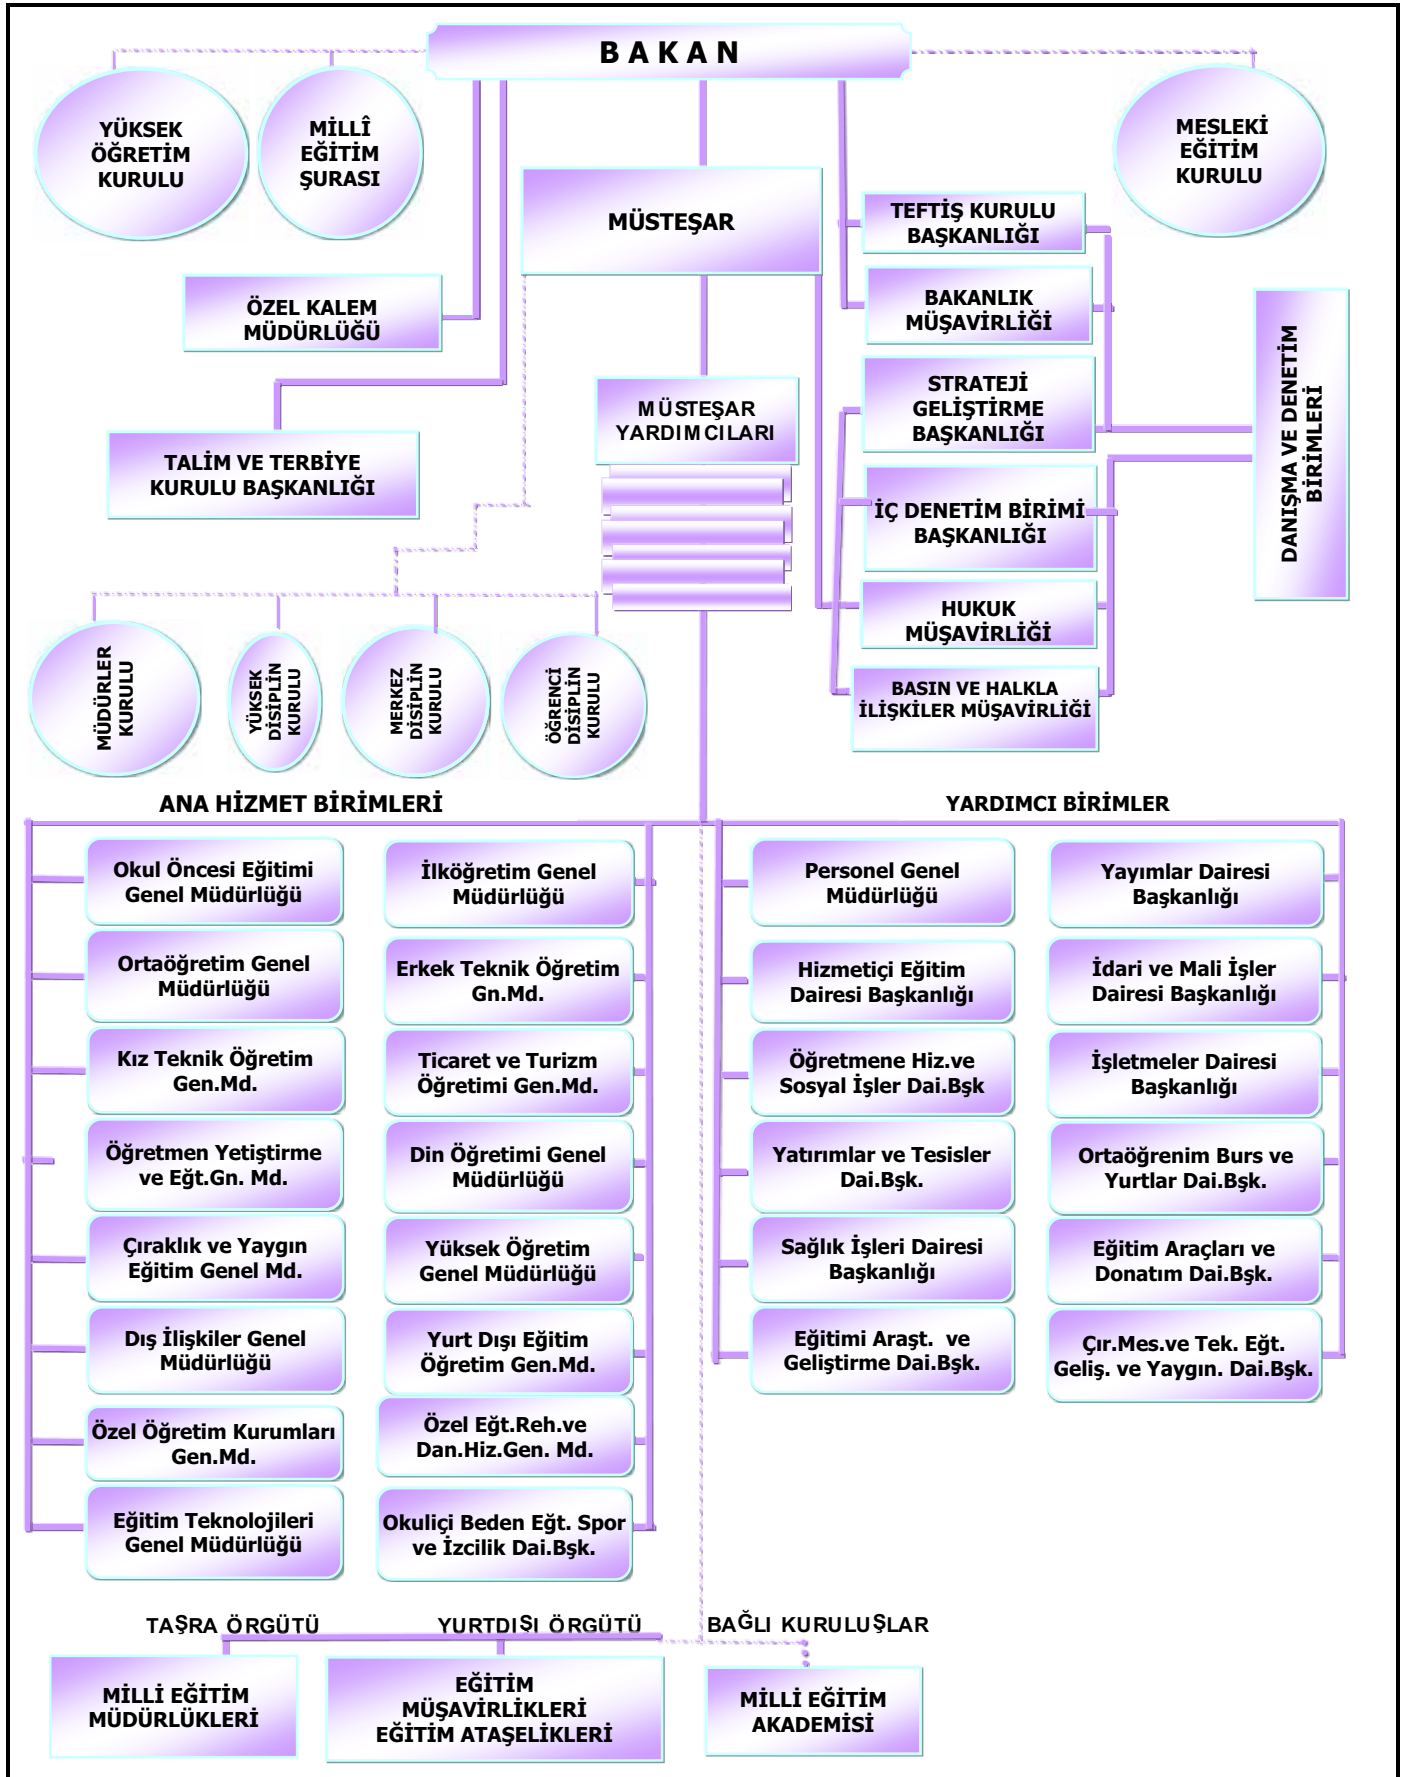 B A K A N
YÜKSEK
ÖĞRETİM
KURULU
MİLLÎ
EĞİTİM
ŞURASI
MESLEKİ
EĞİTİM
KURULU
MÜSTEŞAR
TEFTİŞ KURULU
BAŞKANLIĞI
ÖZEL KALEM
MÜDÜRLÜĞÜ
BAKANLIK
MÜŞAVİRLİĞİ
DANIŞMA VE DENETİM
BİRİMLERİ
MÜSTEŞAR
YARDIMCILARI
STRATEJİ
GELİŞTİRME
BAŞKANLIĞI
TALİM VE TERBİYE
KURULU BAŞKANLIĞI
İÇ DENETİM BİRİMİ
BAŞKANLIĞI
HUKUK
MÜŞAVİRLİĞİ
MÜDÜRLER
KURULU
YÜKSEK
DİSİPLİN
KURULU
MERKEZ
DİSİPLİN
KURULU
ÖĞRENCİ
DİSİPLİN
KURULU
BASIN VE HALKLA
İLİŞKİLER MÜŞAVİRLİĞİ
ANA HİZMET BİRİMLERİ
Okul Öncesi Eğitimi
Genel Müdürlüğü
İlköğretim Genel
Müdürlüğü
Ortaöğretim Genel
Müdürlüğü
Erkek Teknik Öğretim
Gn.Md.
Kız Teknik Öğretim
Gen.Md.
Ticaret ve Turizm
Öğretimi Gen.Md.
Öğretmen Yetiştirme
ve Eğt.Gn. Md.
Din Öğretimi Genel
Müdürlüğü
Çıraklık ve Yaygın
Eğitim Genel Md.
Yüksek Öğretim
Genel Müdürlüğü
Dış İlişkiler Genel
Müdürlüğü
Yurt Dışı Eğitim
Öğretim Gen.Md.
Özel Öğretim Kurumları
Gen.Md.
Özel Eğt.Reh.ve
Dan.Hiz.Gen. Md.
Eğitim Teknolojileri
Genel Müdürlüğü
Okuliçi Beden Eğt. Spor
ve İzcilik Dai.Bşk.
YARDIMCI BİRİMLER
Personel Genel
Müdürlüğü
Yayımlar Dairesi
Başkanlığı
Hizmetiçi Eğitim
Dairesi Başkanlığı
İdari ve Mali İşler
Dairesi Başkanlığı
Öğretmene Hiz.ve
Sosyal İşler Dai.Bşk
İşletmeler Dairesi
Başkanlığı
Yatırımlar ve Tesisler
Dai.Bşk.
Ortaöğrenim Burs ve
Yurtlar Dai.Bşk.
Sağlık İşleri Dairesi
Başkanlığı
Eğitim Araçları ve
Donatım Dai.Bşk.
Eğitimi Araşt. ve
Geliştirme Dai.Bşk.
Çır.Mes.ve Tek. Eğt.
Geliş. ve Yaygın. Dai.Bşk.
TAŞRA ÖRGÜTÜ
YURTDIŞI ÖRGÜTÜ
BAĞLI KURULUŞLAR
MİLLİ EĞİTİM
MÜDÜRLÜKLERİ
EĞİTİM
MÜŞAVİRLİKLERİ
EĞİTİM ATAŞELİKLERİ
MİLLİ EĞİTİM
AKADEMİSİ